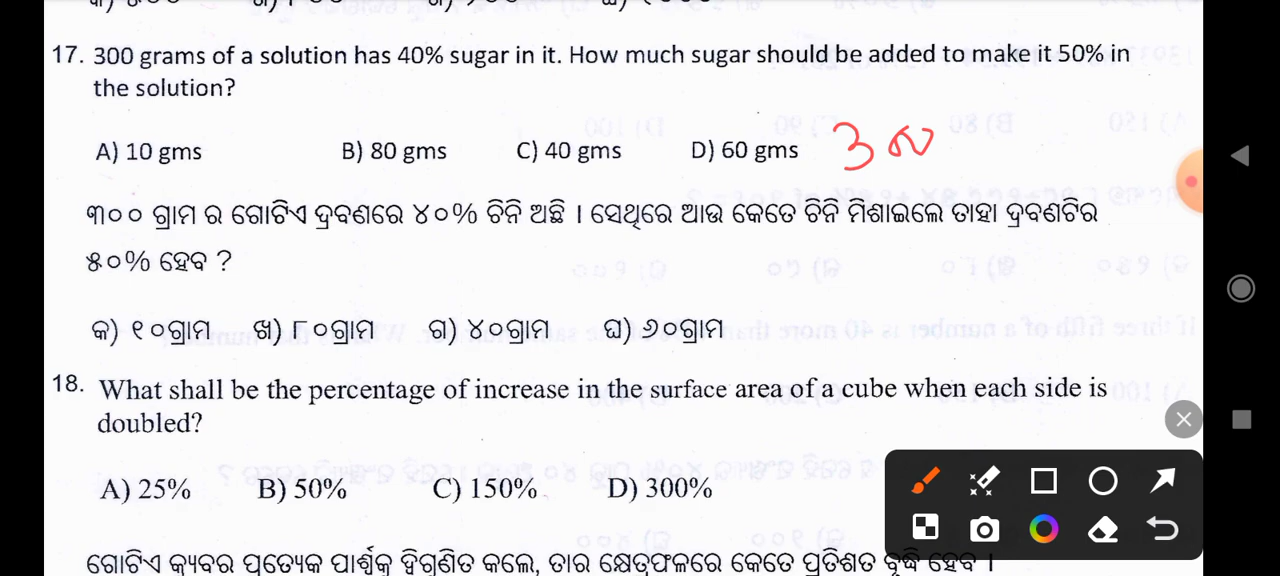 17. 300 grams of a solution has 40% sugar in it. How much sugar should be added to make it 50% in
the solution?
A) 10 gms B) 80 gms C) 40 gms D) 60 gms
୩୦୦ ଗ୍ରାମ ର ଗୋଟିଏ ଦ୍ରବଣରେ ୪୦% ଚିନି ଅଛି । ସେଥିରେ ଆଉ କେତେ ଚିନି ମିଶାଇଲେ ତାହା ଦ୍ରବଣଟିର
୫୦% ହେବ ?
କ) ୧୦ଗ୍ରାମ ଖ) ୮୦ଗ୍ରାମ ଗ) ୪୦ଗ୍ରାମ ଘ) ୬୦ଗ୍ରାମ
18. What shall be the percentage of increase in the surface area of a cube when each side is
doubled?
A) 25% B) 50% C) 150% D) 300%
ଗୋଟିଏ କ୍ୟୁବର ପ୍ରତ୍ୟେକ ପାର୍ଶ୍ୱକୁ ଦ୍ୱିଗୁଣିତ କଲେ, ତାର କ୍ଷେତ୍ରଫଳରେ କେତେ ପ୍ରତିଶତ ବୃଦ୍ଧି ହେବ ।